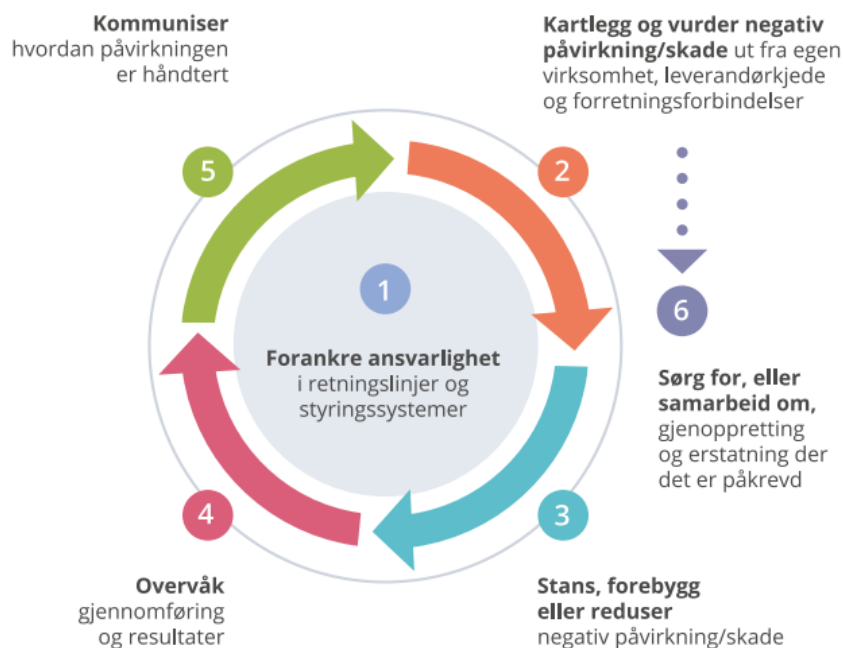 Kommuniser
hvordan påvirkningen
er håndtert
5
Kartlegg og vurder negativ
påvirkning/skade ut fra egen
virksomhet, leverandørkjede
og forretningsforbindelser
2
1
Forankre ansvarlighet
i retningslinjer og
styringssystemer
6
Sørg for, eller
samarbeid om,
gjenoppretting
og erstatning der
det er påkrevd
4
Overvåk
gjennomføring
og resultater
3
Stans, forebygg
eller reduser
negativ påvirkning/skade